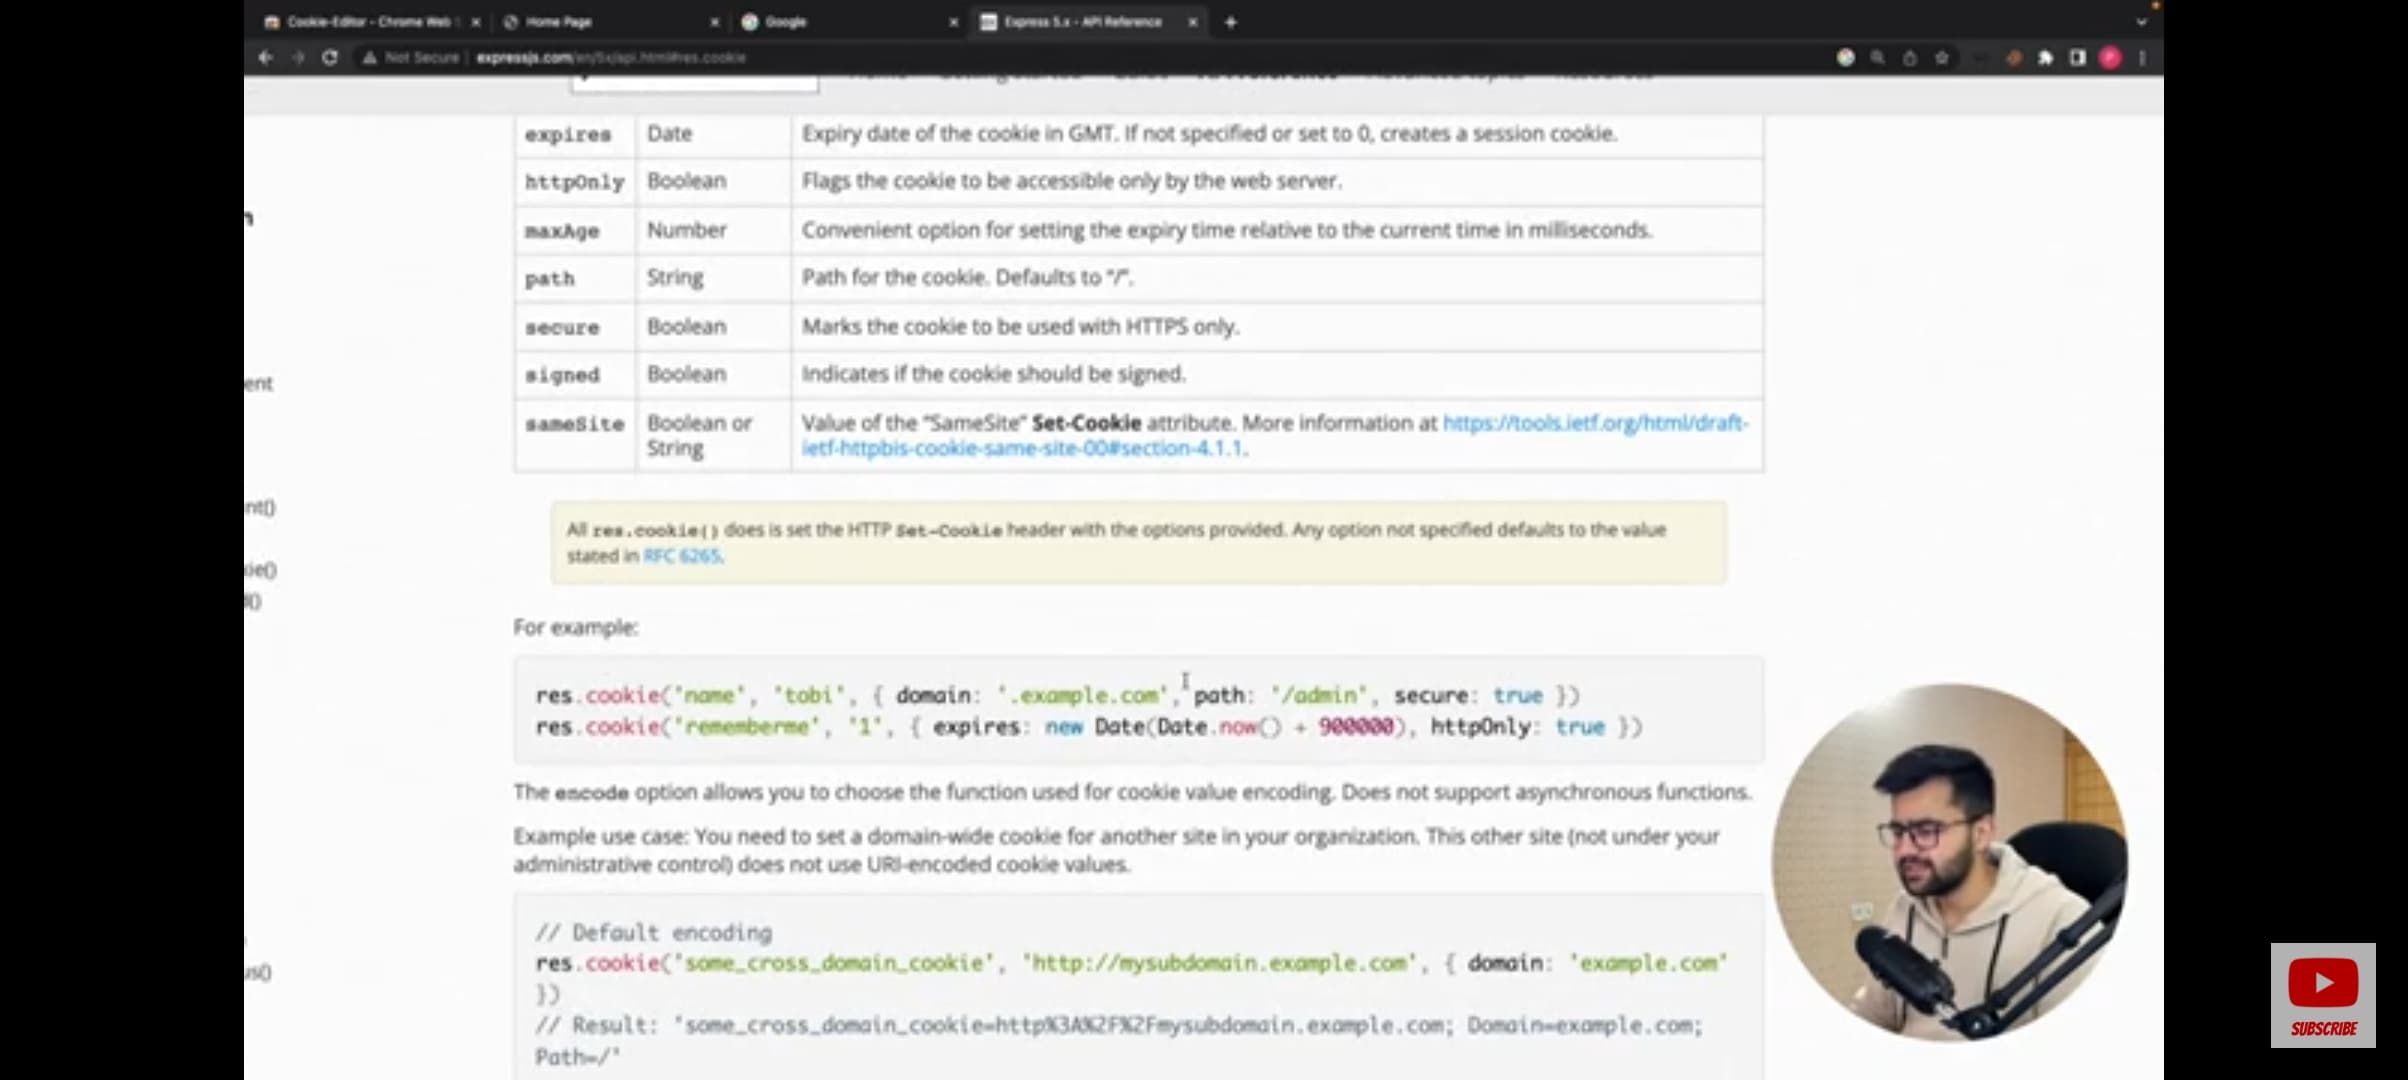 Cookie-Editor - Chrome Web S
Home Page
Google
Express 5.x - API Reference
Not Secure | expressjs.com/en/5x/api.html#res.cookie
expires Date Expiry date of the cookie in GMT. If not specified or set to 0, creates a session cookie.
httpOnly Boolean Flags the cookie to be accessible only by the web server.
maxAge Number Convenient option for setting the expiry time relative to the current time in milliseconds.
path String Path for the cookie. Defaults to “/”.
secure Boolean Marks the cookie to be used with HTTPS only.
signed Boolean Indicates if the cookie should be signed.
sameSite Boolean or String Value of the “SameSite” Set-Cookie attribute. More information at https://tools.ietf.org/html/draft-
ietf-httpbis-cookie-same-site-00#section-4.1.1.
ent
nt()
kie()
All res.cookie() does is set the HTTP Set-Cookie header with the options provided. Any option not specified defaults to the value
stated in RFC 6265.
For example:
res.cookie('name', 'tobi', { domain: '.example.com', path: '/admin', secure: true })
res.cookie('rememberme', '1', { expires: new Date(Date.now() + 900000), httpOnly: true })
The encode option allows you to choose the function used for cookie value encoding. Does not support asynchronous functions.
Example use case: You need to set a domain-wide cookie for another site in your organization. This other site (not under your
administrative control) does not use URI-encoded cookie values.
us()
// Default encoding
res.cookie('some_cross_domain_cookie', 'http://mysubdomain.example.com', { domain: 'example.com'
})
// Result: 'some_cross_domain_cookie=http%3A%2F%2Fmysubdomain.example.com; Domain=example.com;
Path=/'
SUBSCRIBE